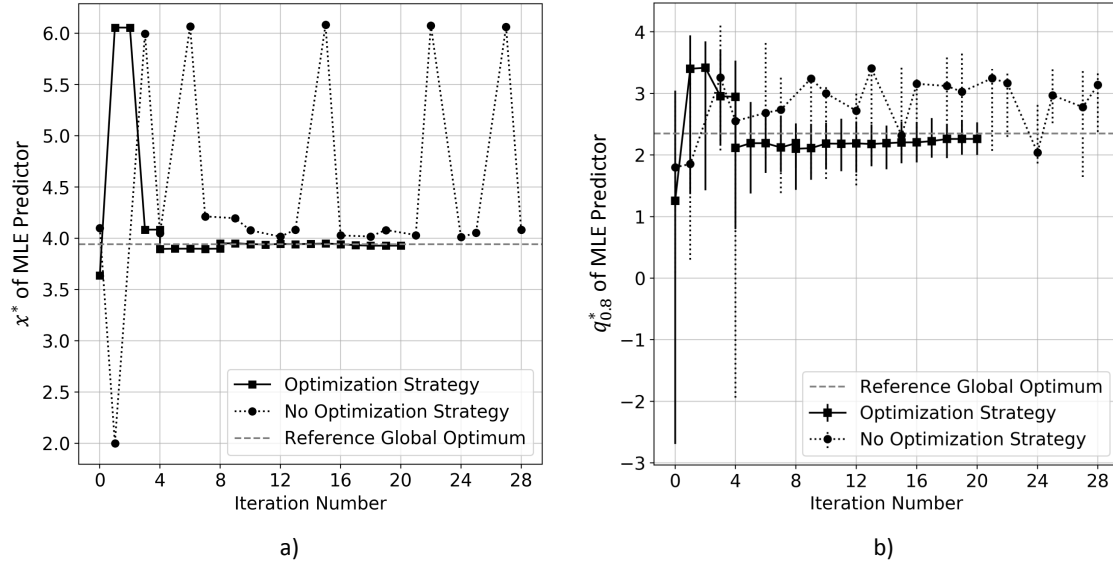 6.0
5.5
5.0
4.5
4.0
3.5
3.0
2.5
2.0
x* of MLE Predictor
Optimization Strategy
No Optimization Strategy
Reference Global Optimum
0 4 8 12 16 20 24 28
Iteration Number
a)
4
3
2
1
0
−1
−2
−3
q*0.8 of MLE Predictor
Reference Global Optimum
Optimization Strategy
No Optimization Strategy
0 4 8 12 16 20 24 28
Iteration Number
b)